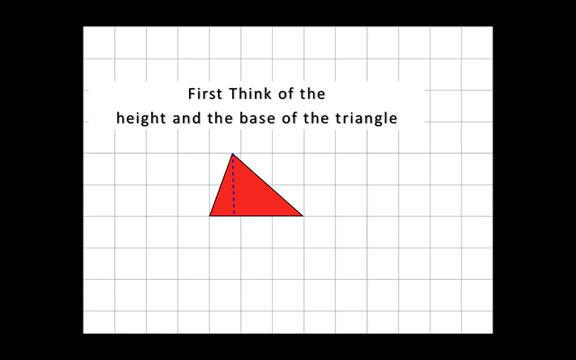 First Think of the
height and the base of the triangle